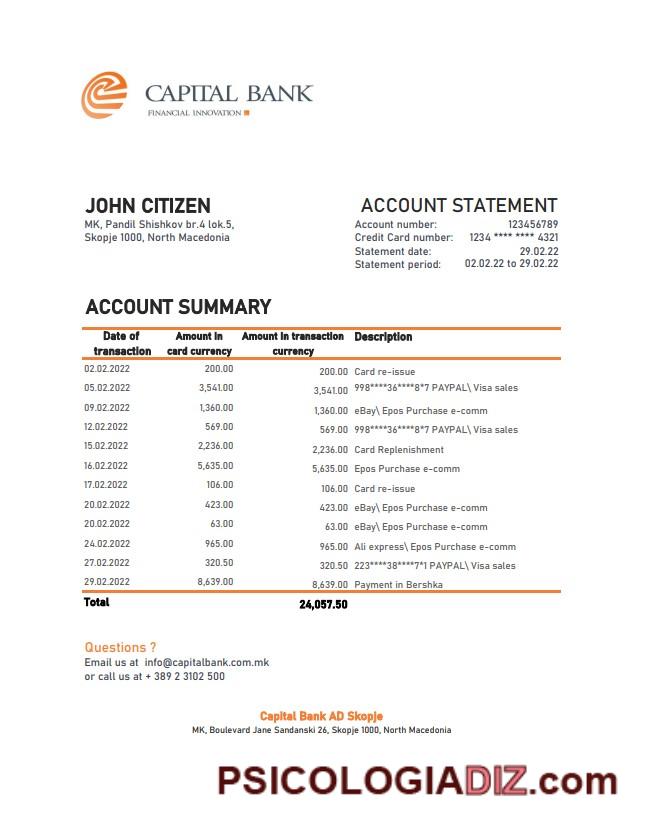 CAPITAL BANK
FINANCIAL INNOVATION
JOHN CITIZEN
MK, Pandil Shishkov br.4 lok.5,
Skopje 1000, North Macedonia
ACCOUNT STATEMENT
Account number: 123456789
Credit Card number: 1234 **** **** 4321
Statement date: 29.02.22
Statement period: 02.02.22 to 29.02.22
ACCOUNT SUMMARY
Date of transaction Amount in card currency Amount in transaction currency Description
02.02.2022 200.00 200.00 Card re-issue
05.02.2022 3,541.00 3,541.00 998****36****8*7 PAYPAL\ Visa sales
09.02.2022 1,360.00 1,360.00 eBay\ Epos Purchase e-comm
12.02.2022 569.00 569.00 998****36****8*7 PAYPAL\ Visa sales
15.02.2022 2,236.00 2,236.00 Card Replenishment
16.02.2022 5,635.00 5,635.00 Epos Purchase e-comm
17.02.2022 106.00 106.00 Card re-issue
20.02.2022 423.00 423.00 eBay\ Epos Purchase e-comm
20.02.2022 63.00 63.00 eBay\ Epos Purchase e-comm
24.02.2022 965.00 965.00 Ali express\ Epos Purchase e-comm
27.02.2022 320.50 320.50 223****38****7*1 PAYPAL\ Visa sales
29.02.2022 8,639.00 8,639.00 Payment in Bershka
Total 24,057.50
Questions ?
Email us at info@capitalbank.com.mk
or call us at + 389 2 3102 500
Capital Bank AD Skopje
MK, Boulevard Jane Sandanski 26, Skopje 1000, North Macedonia
PSICOLOGIADIZ.com